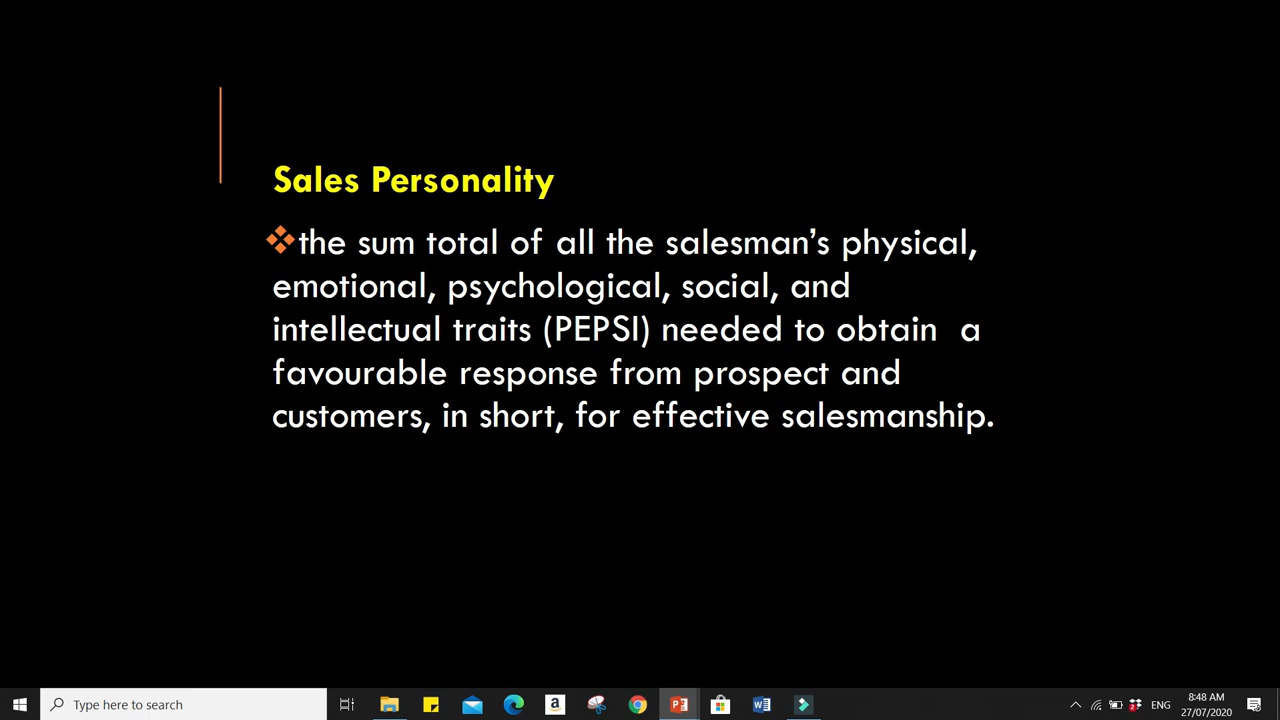 Sales Personality
the sum total of all the salesman’s physical,
emotional, psychological, social, and
intellectual traits (PEPSI) needed to obtain  a
favourable response from prospect and
customers, in short, for effective salesmanship.
Type here to search
a
W
ENG
8:48 AM
27/07/2020